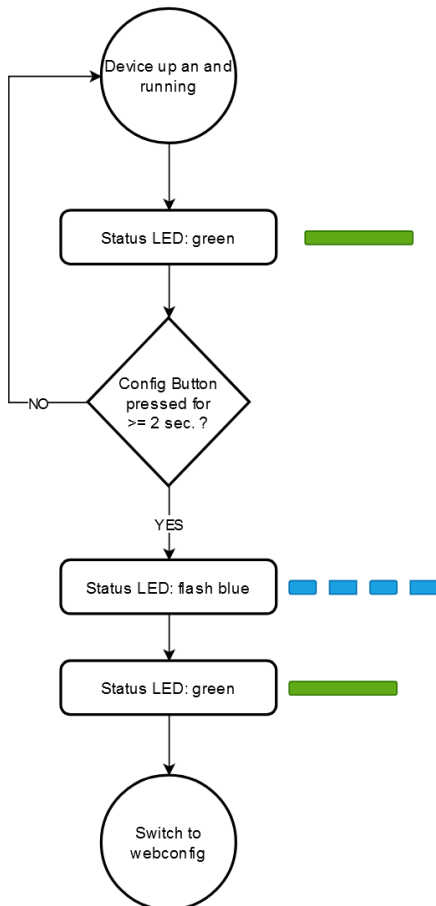 Device up an and
running
Status LED: green
Config Button
pressed for
>= 2 sec. ?
NO
YES
Status LED: flash blue
Status LED: green
Switch to
webconfig